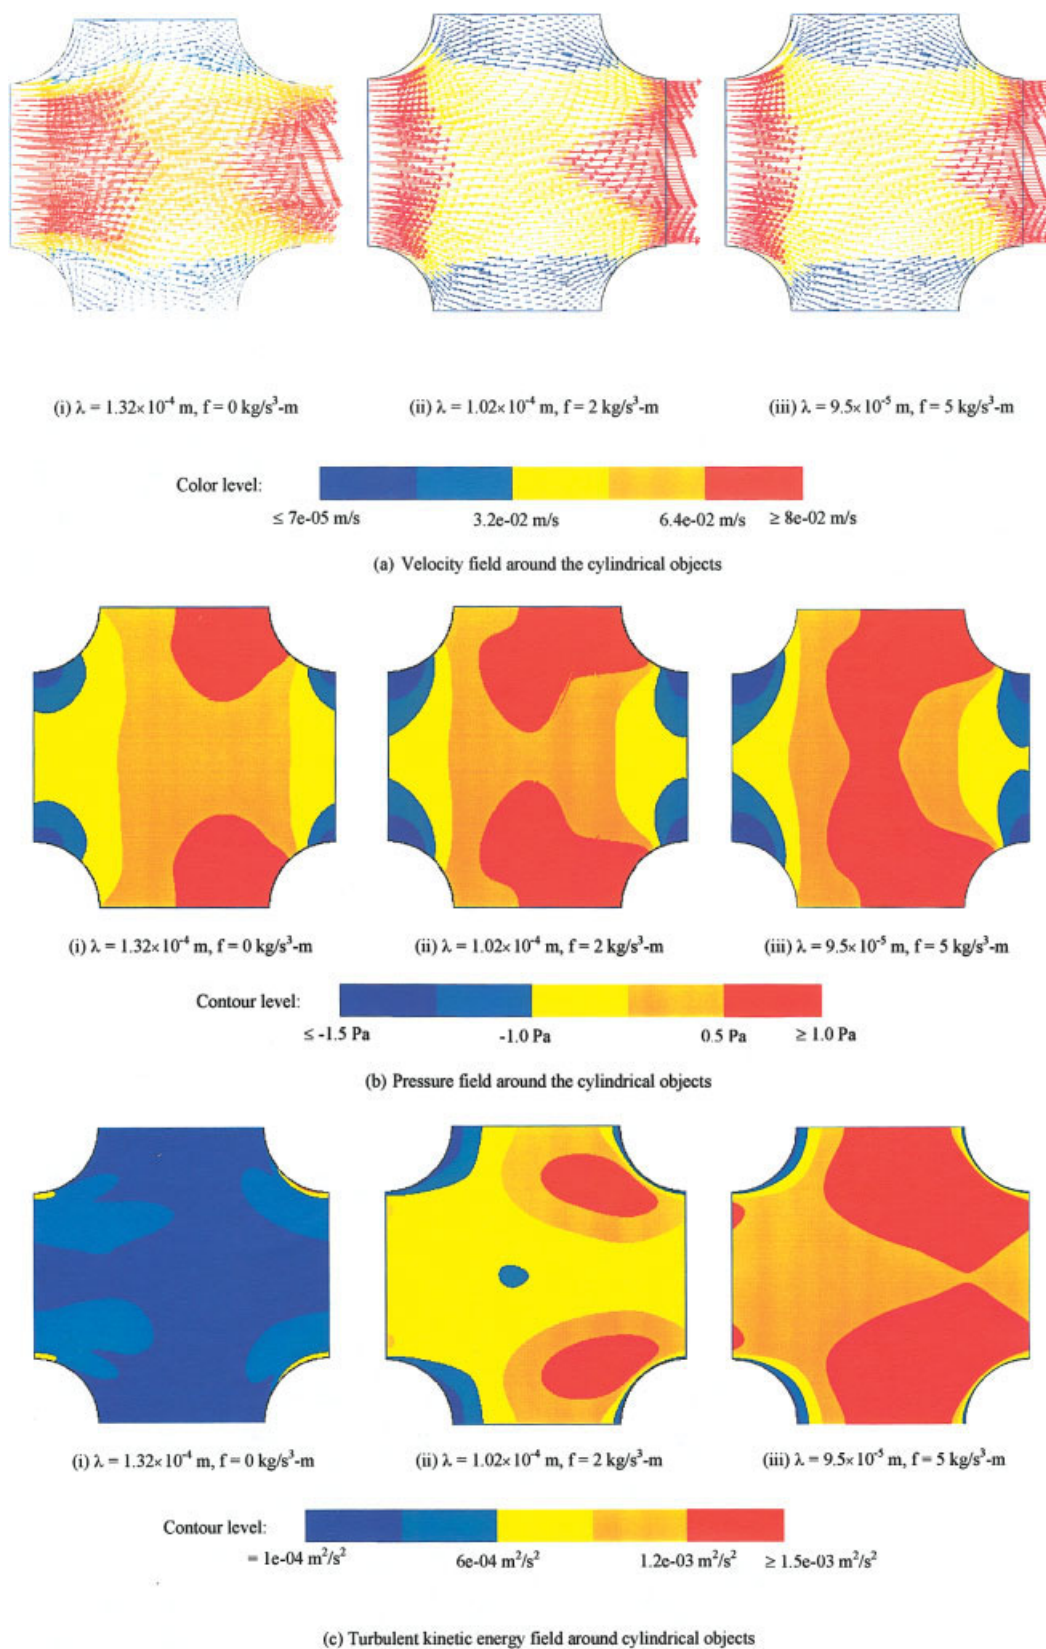 (i) λ = 1.32×10⁻⁴ m, f = 0 kg/s³-m
(ii) λ = 1.02×10⁻⁴ m, f = 2 kg/s³-m
(iii) λ = 9.5×10⁻⁵ m, f = 5 kg/s³-m
Color level:
≤ 7e-05 m/s
3.2e-02 m/s
6.4e-02 m/s
≥ 8e-02 m/s
(a) Velocity field around the cylindrical objects
(i) λ = 1.32×10⁻⁴ m, f = 0 kg/s³-m
(ii) λ = 1.02×10⁻⁴ m, f = 2 kg/s³-m
(iii) λ = 9.5×10⁻⁵ m, f = 5 kg/s³-m
Contour level:
≤ -1.5 Pa
-1.0 Pa
0.5 Pa
≥ 1.0 Pa
(b) Pressure field around the cylindrical objects
(i) λ = 1.32×10⁻⁴ m, f = 0 kg/s³-m
(ii) λ = 1.02×10⁻⁴ m, f = 2 kg/s³-m
(iii) λ = 9.5×10⁻⁵ m, f = 5 kg/s³-m
Contour level:
= 1e-04 m²/s²
6e-04 m²/s²
1.2e-03 m²/s²
≥ 1.5e-03 m²/s²
(c) Turbulent kinetic energy field around cylindrical objects